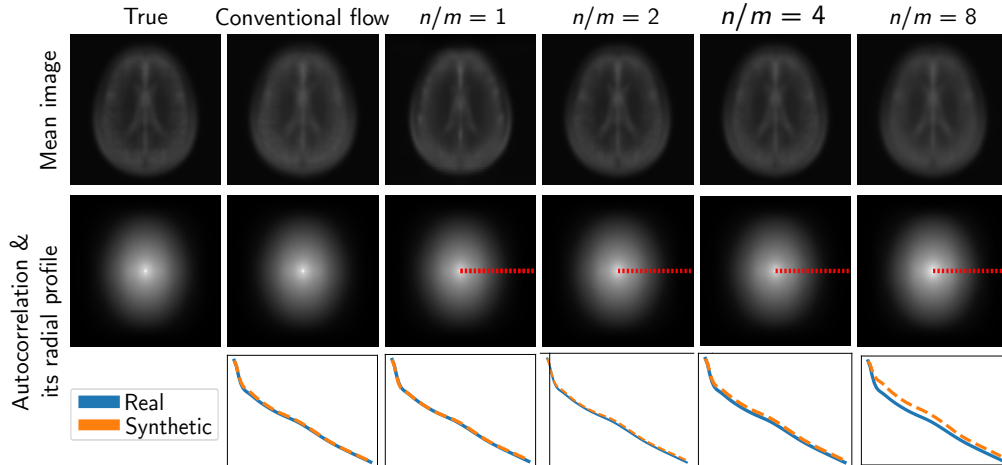 True Conventional flow n/m = 1 n/m = 2 n/m = 4 n/m = 8
Mean image
Autocorrelation &
its radial profile
Real
Synthetic